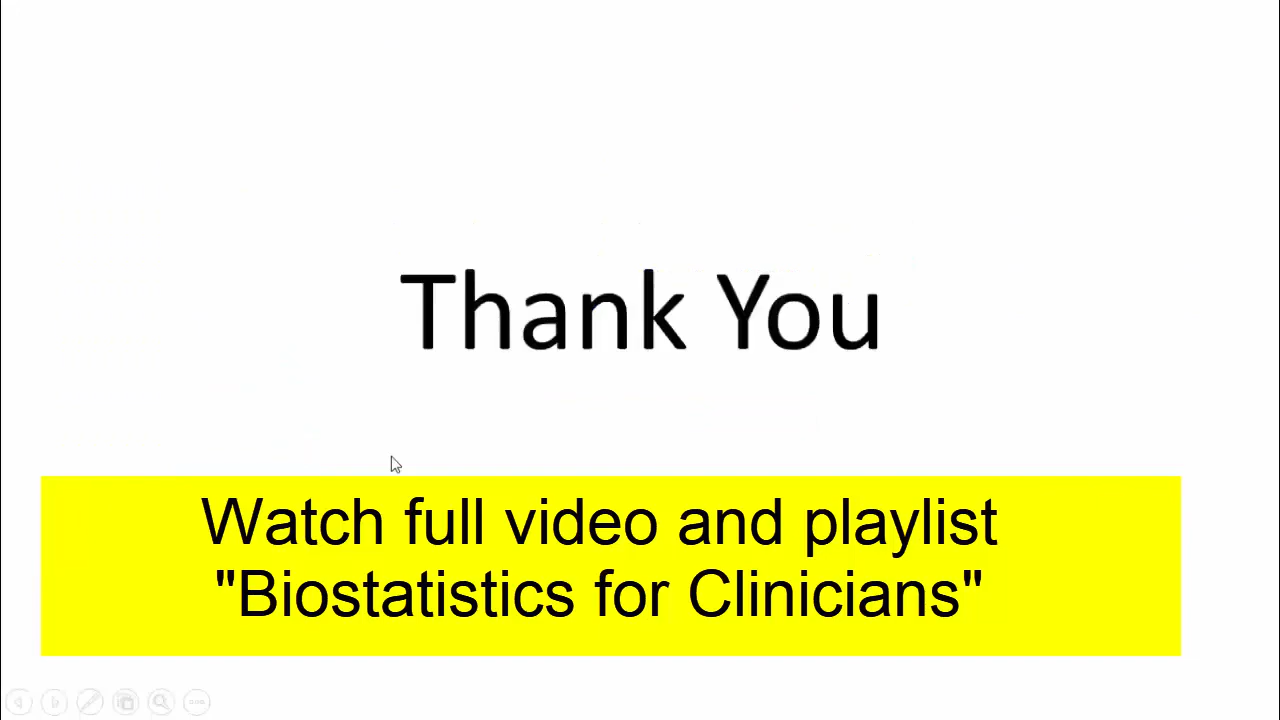 Thank You
Watch full video and playlist
"Biostatistics for Clinicians"